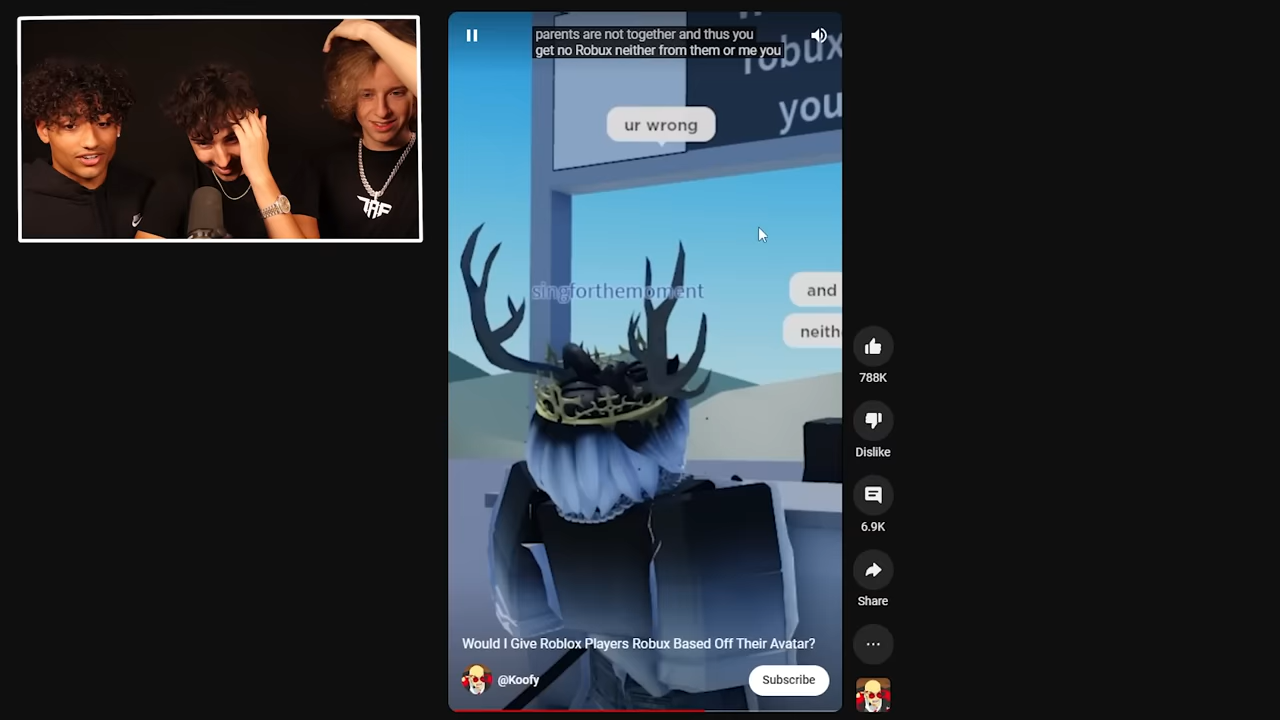 parents are not together and thus you
get no Robux neither from them or me you
robux
you
ur wrong
singforthemoment
and
neith
788K
Dislike
6.9K
Share
Would I Give Roblox Players Robux Based Off Their Avatar?
@Koofy
Subscribe